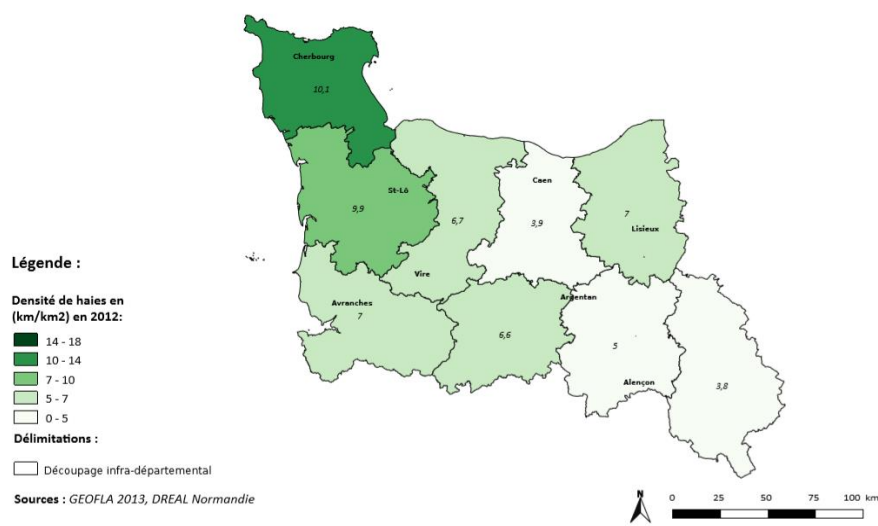 Cherbourg
10,1
St-Lô
9,9
6,7
Caen
3,9
7
Lisieux
Vire
Avranches
7
6,6
Argentan
5
Alençon
3,8
Légende :
Densité de haies en
(km/km2) en 2012:
14 - 18
10 - 14
7 - 10
5 - 7
0 - 5
Délimitations :
Découpage infra-départemental
Sources : GEOFLA 2013, DREAL Normandie
N
0 25 50 75 100 km